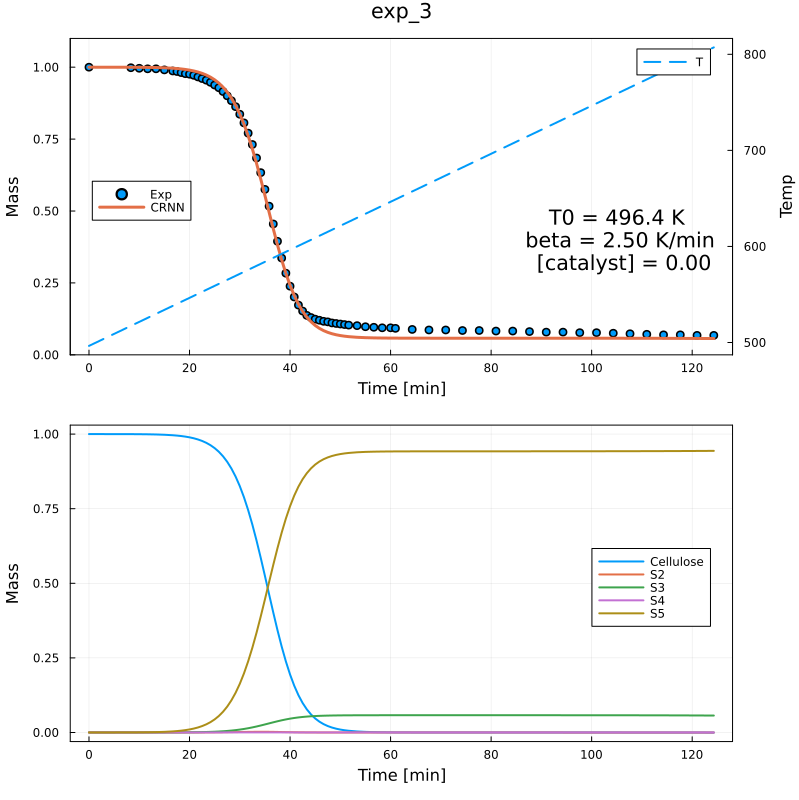 exp_3
1.00
0.75
0.50
0.25
0.00
Mass
800
700
600
500
Temp
T
Exp
CRNN
T0 = 496.4 K
beta = 2.50 K/min
[catalyst] = 0.00
0 20 40 60 80 100 120
Time [min]
1.00
0.75
0.50
0.25
0.00
Mass
Cellulose
S2
S3
S4
S5
0 20 40 60 80 100 120
Time [min]